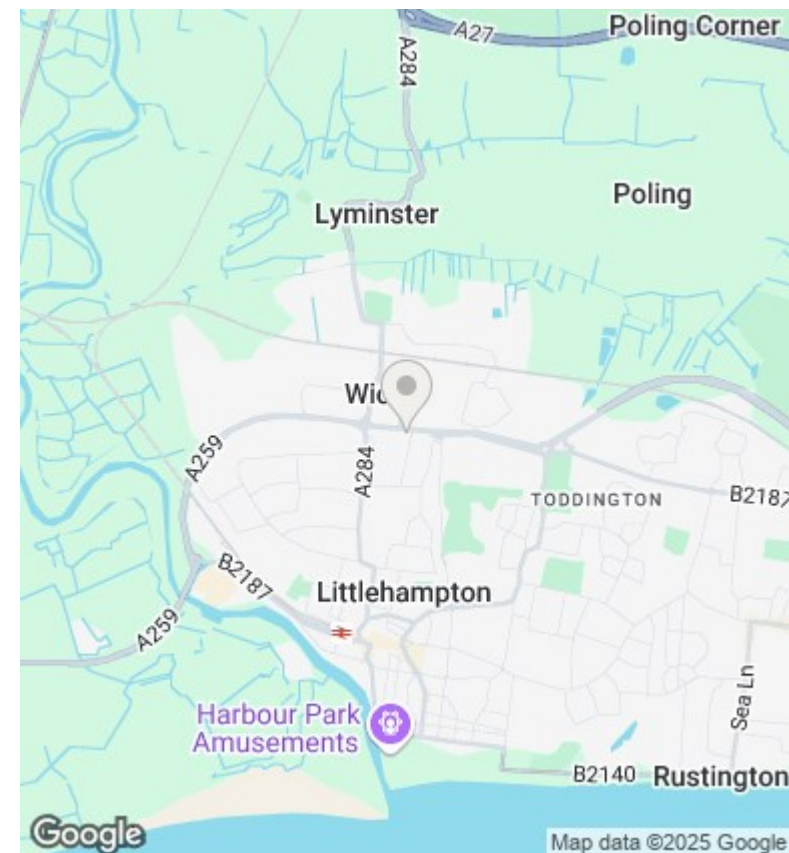 Poling Corner
A27
A284
Poling
Lyminster
Wic
A259
A284
TODDINGTON
B2187
B2187
Littlehampton
A259
Sea Ln
Harbour Park
Amusements
B2140
Rustington
Google
Map data ©2025 Google